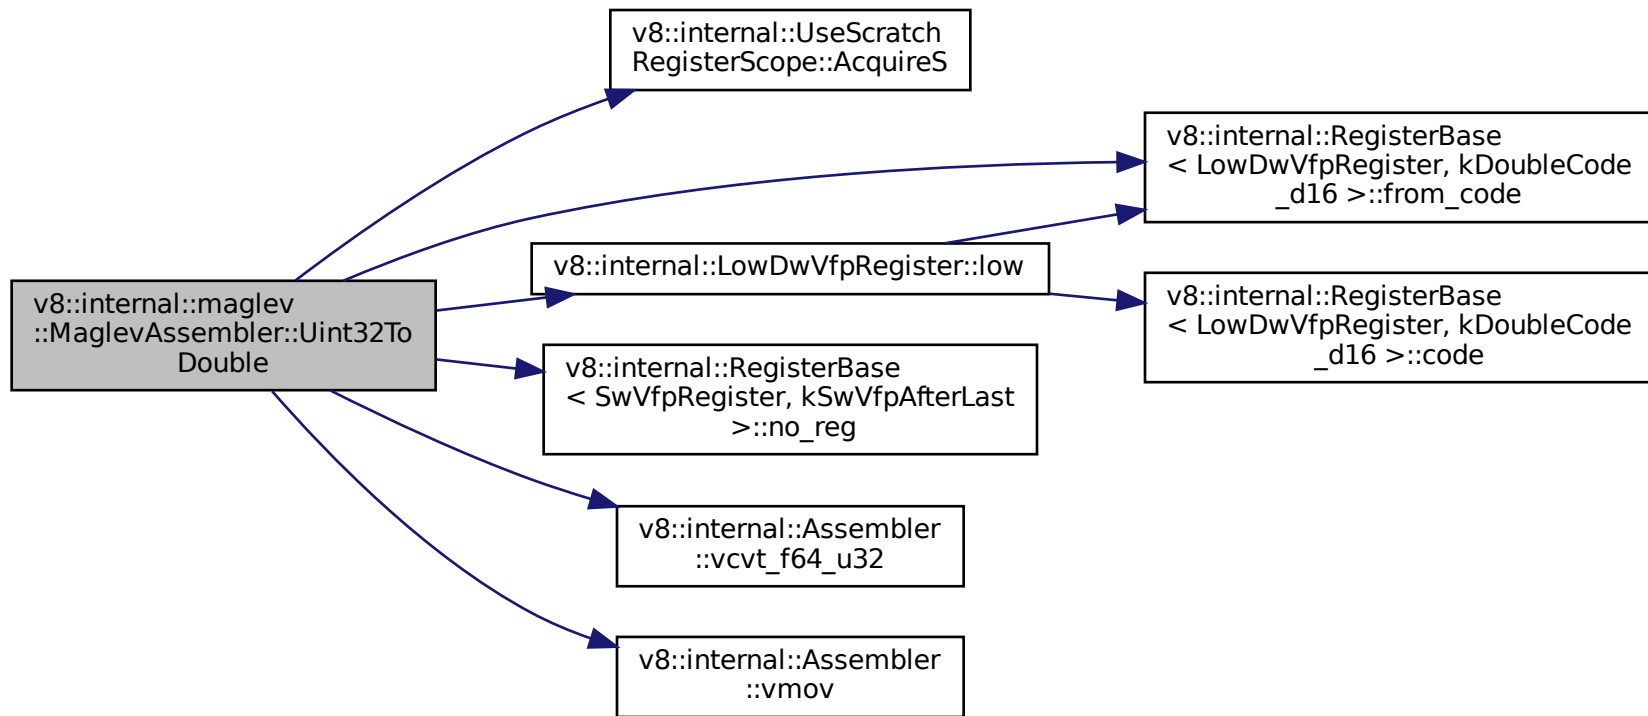 v8::internal::UseScratch
RegisterScope::AcquireS
v8::internal::RegisterBase
< LowDwVfpRegister, kDoubleCode
_d16 >::from_code
v8::internal::LowDwVfpRegister::low
v8::internal::maglev
::MaglevAssembler::Uint32To
Double
v8::internal::RegisterBase
< LowDwVfpRegister, kDoubleCode
_d16 >::code
v8::internal::RegisterBase
< SwVfpRegister, kSwVfpAfterLast
>::no_reg
v8::internal::Assembler
::vcvt_f64_u32
v8::internal::Assembler
::vmov